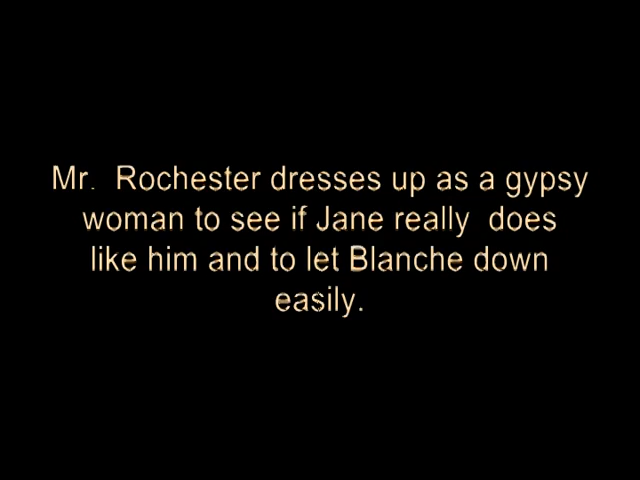 Mr.  Rochester dresses up as a gypsy
woman to see if Jane really  does
like him and to let Blanche down
easily.